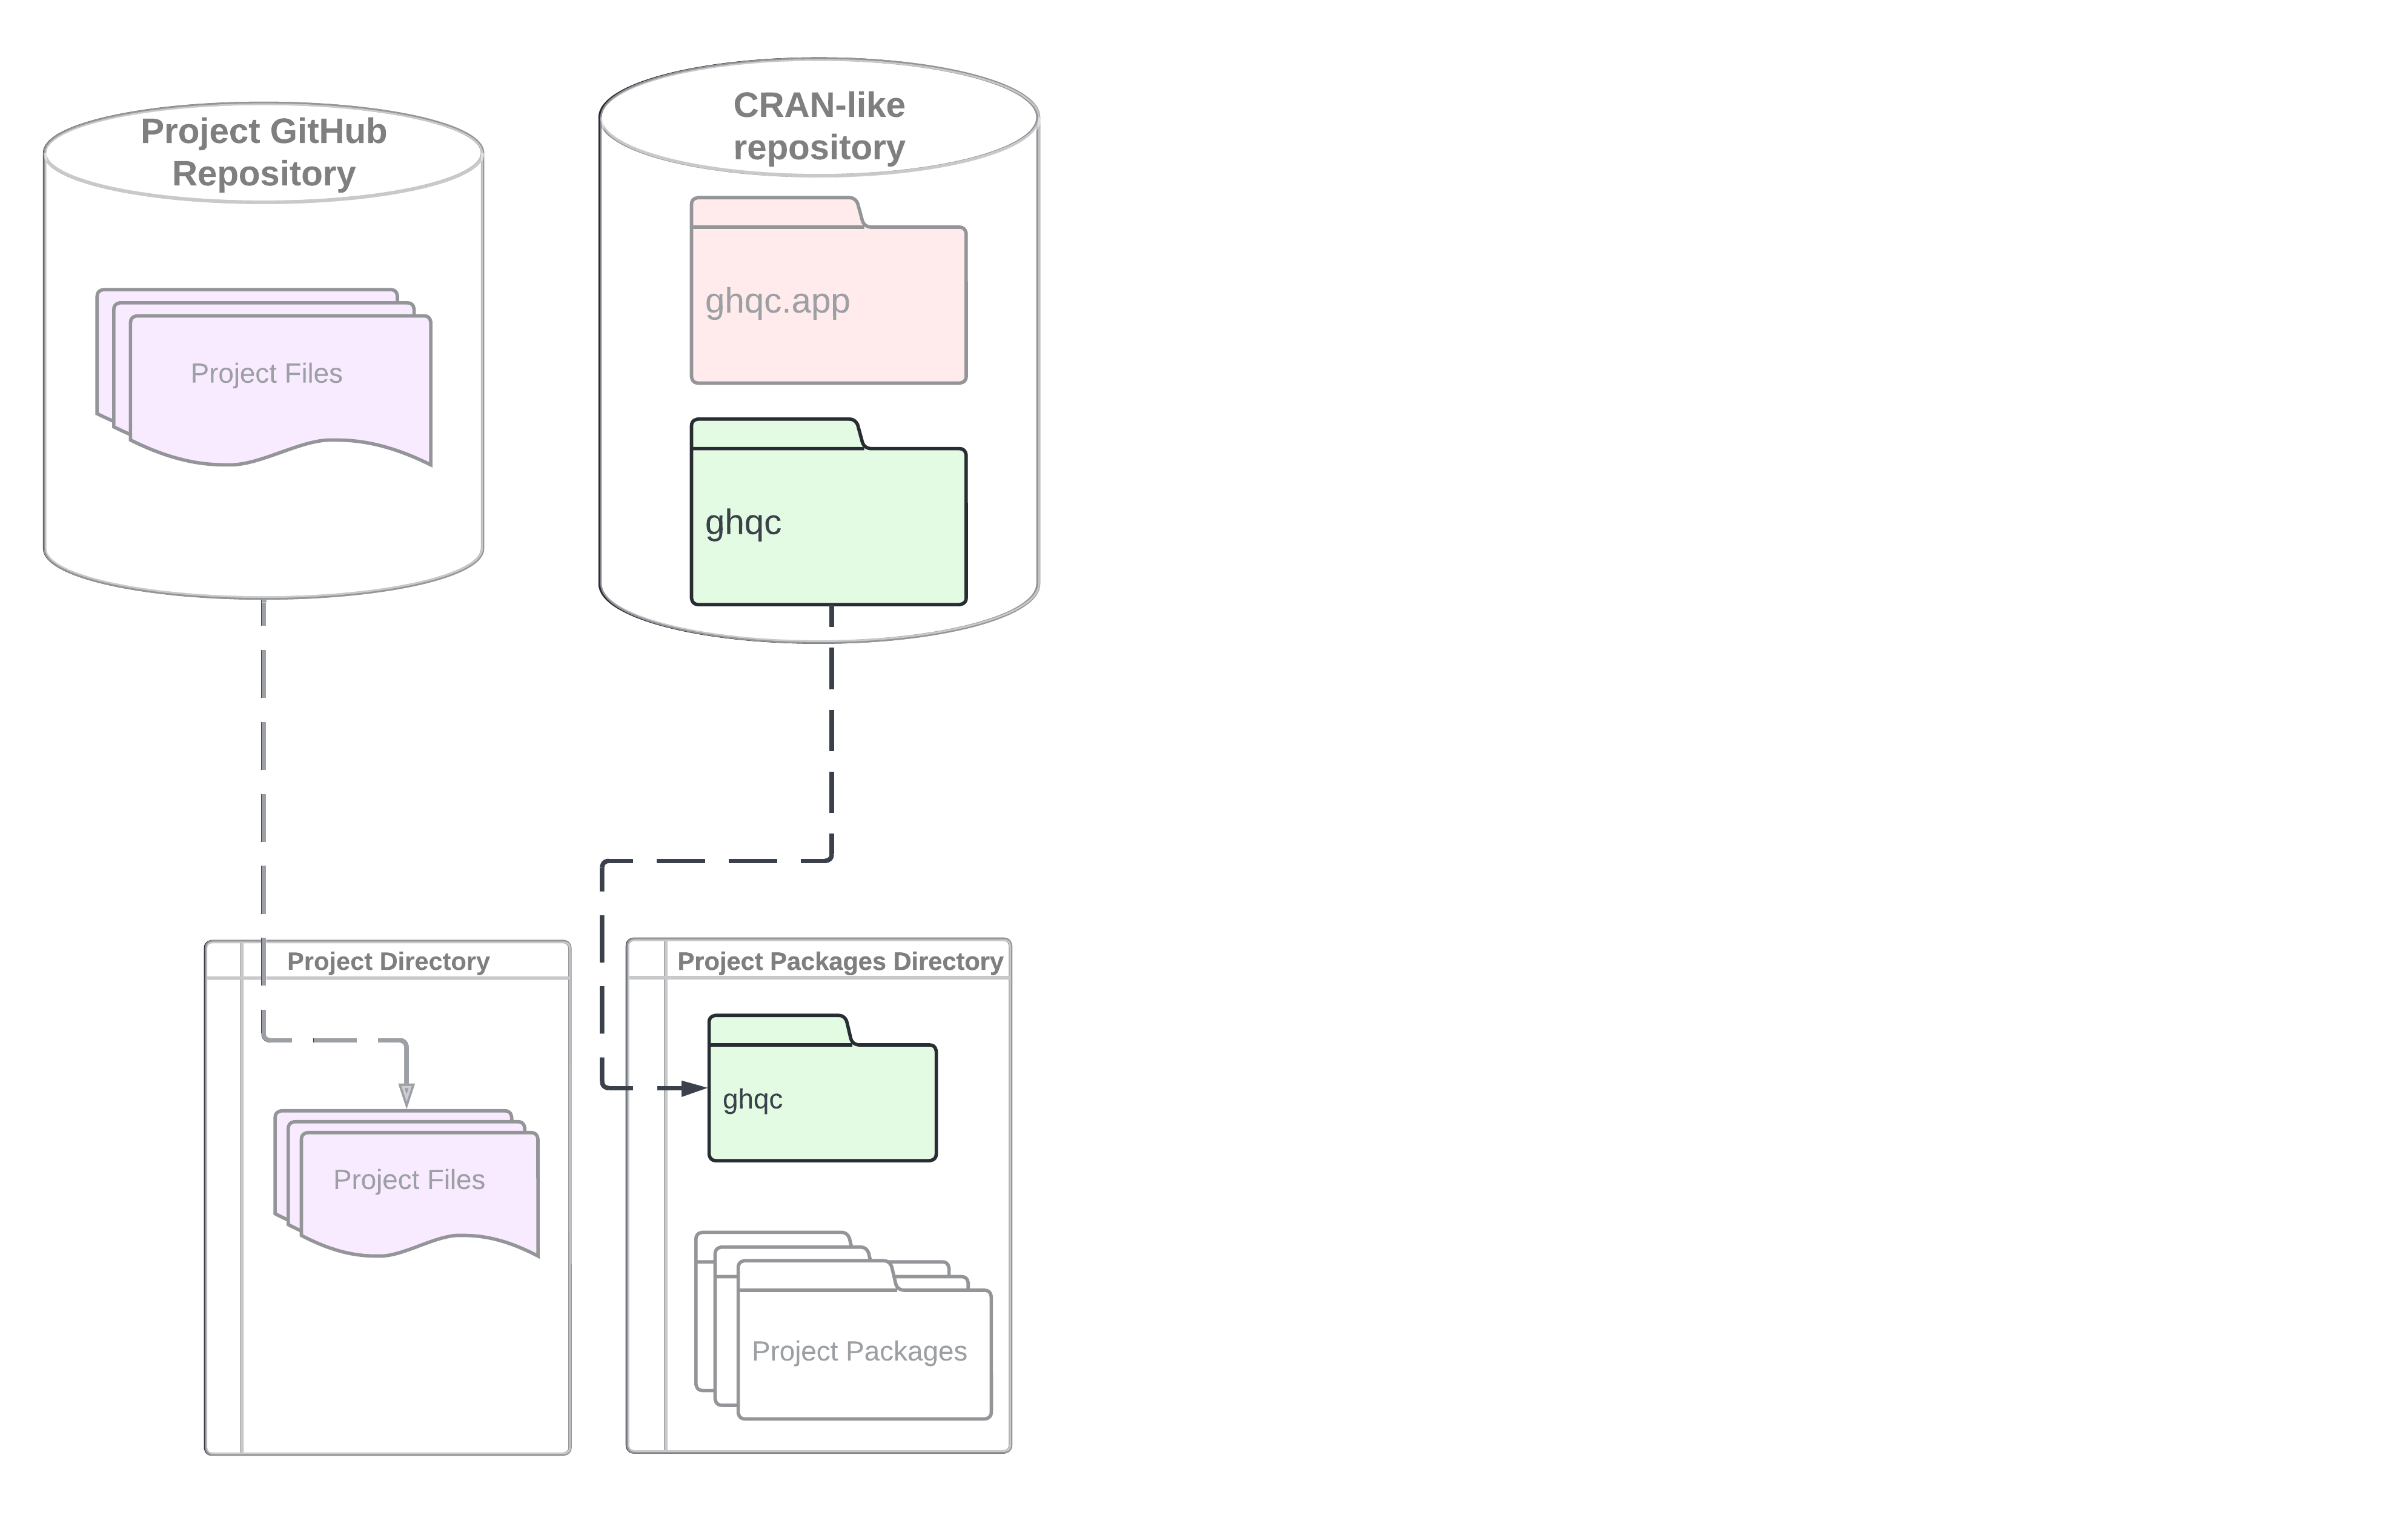 Project GitHub
Repository
CRAN-like
repository
ghqc.app
Project Files
ghqc
Project Directory
Project Packages Directory
ghqc
Project Files
Project Packages